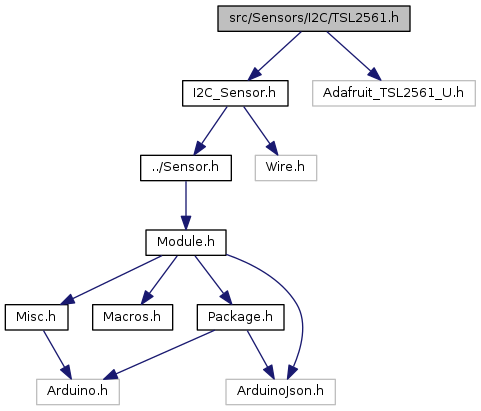 src/Sensors/I2C/TSL2561.h
I2C_Sensor.h
Adafruit_TSL2561_U.h
../Sensor.h
Wire.h
Module.h
Misc.h
Macros.h
Package.h
Arduino.h
ArduinoJson.h